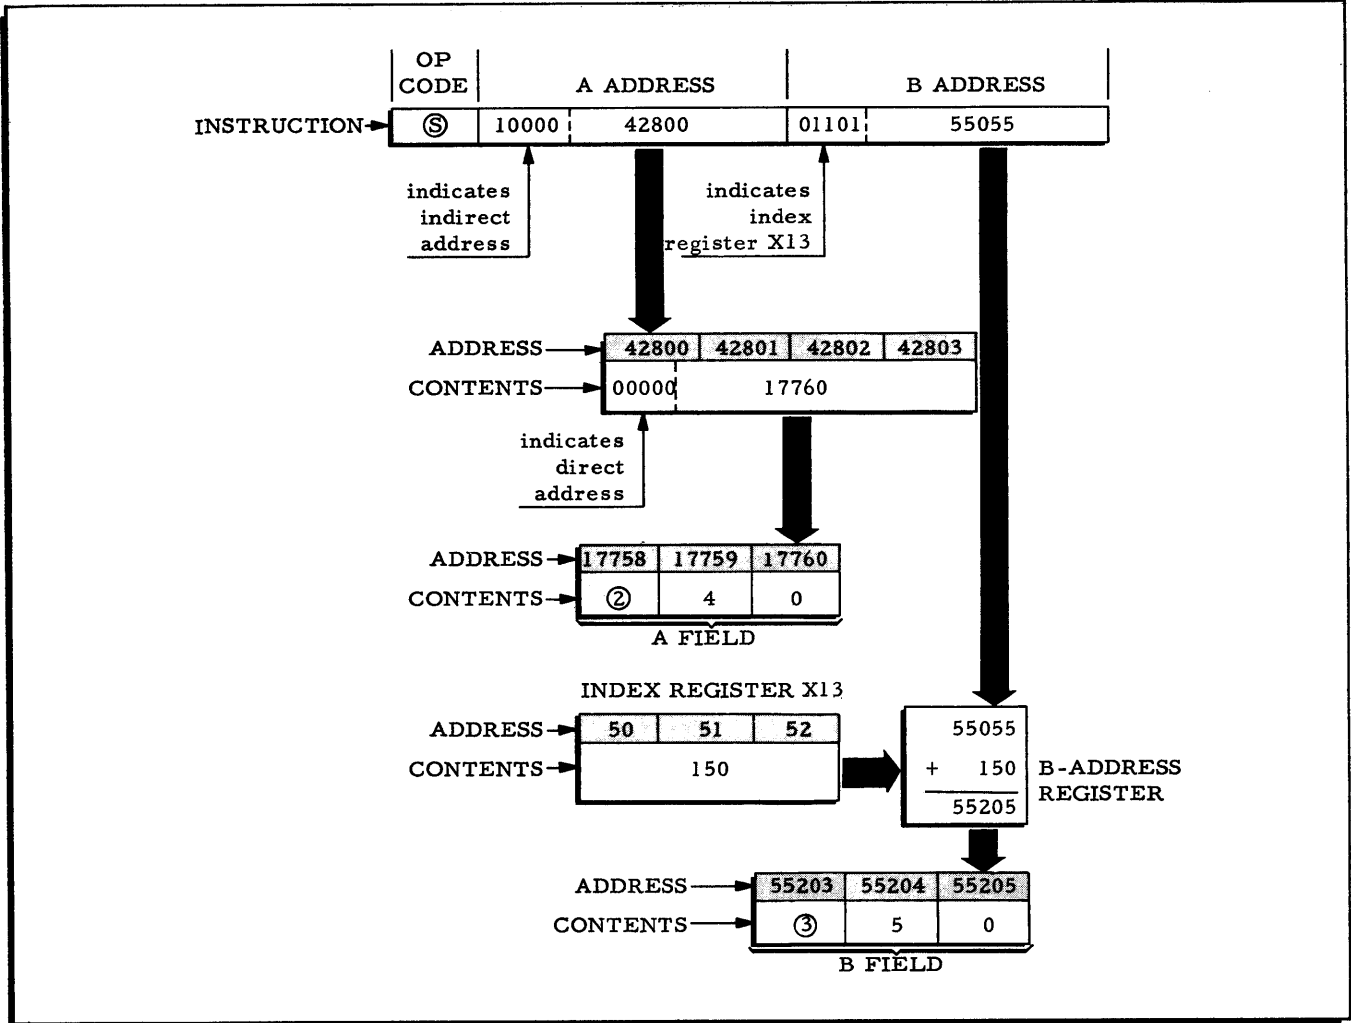 OP
CODE
A ADDRESS
B ADDRESS
INSTRUCTION
Ⓢ 10000 42800 01101 55055
indicates
indirect
address
indicates
index
register X13
ADDRESS 42800 42801 42802 42803
CONTENTS 00000 17760
indicates
direct
address
ADDRESS 17758 17759 17760
CONTENTS ② 4 0
A FIELD
INDEX REGISTER X13
ADDRESS 50 51 52
CONTENTS 150
55055
+ 150
55205
B-ADDRESS
REGISTER
ADDRESS 55203 55204 55205
CONTENTS ③ 5 0
B FIELD